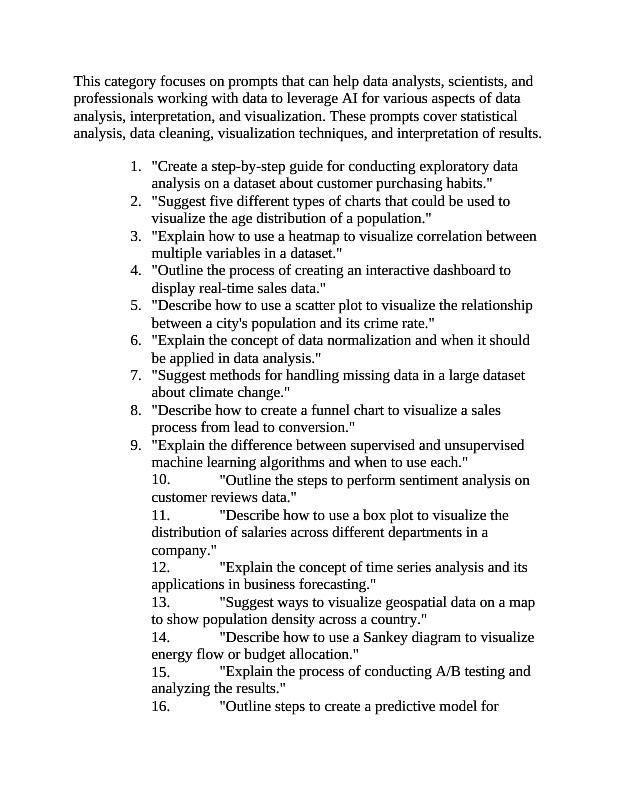 This category focuses on prompts that can help data analysts, scientists, and
professionals working with data to leverage AI for various aspects of data
analysis, interpretation, and visualization. These prompts cover statistical
analysis, data cleaning, visualization techniques, and interpretation of results.
1. "Create a step-by-step guide for conducting exploratory data
analysis on a dataset about customer purchasing habits."
2. "Suggest five different types of charts that could be used to
visualize the age distribution of a population."
3. "Explain how to use a heatmap to visualize correlation between
multiple variables in a dataset."
4. "Outline the process of creating an interactive dashboard to
display real-time sales data."
5. "Describe how to use a scatter plot to visualize the relationship
between a city's population and its crime rate."
6. "Explain the concept of data normalization and when it should
be applied in data analysis."
7. "Suggest methods for handling missing data in a large dataset
about climate change."
8. "Describe how to create a funnel chart to visualize a sales
process from lead to conversion."
9. "Explain the difference between supervised and unsupervised
machine learning algorithms and when to use each."
10. "Outline the steps to perform sentiment analysis on
customer reviews data."
11. "Describe how to use a box plot to visualize the
distribution of salaries across different departments in a
company."
12. "Explain the concept of time series analysis and its
applications in business forecasting."
13. "Suggest ways to visualize geospatial data on a map
to show population density across a country."
14. "Describe how to use a Sankey diagram to visualize
energy flow or budget allocation."
15. "Explain the process of conducting A/B testing and
analyzing the results."
16. "Outline steps to create a predictive model for